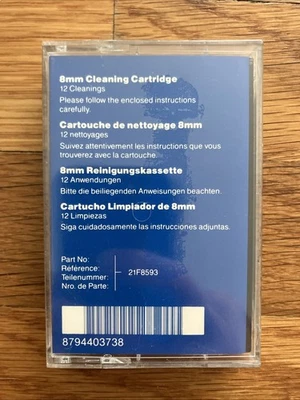 8mm Cleaning Cartridge
12 Cleanings
Please follow the enclosed instructions
carefully.
Cartouche de nettoyage 8mm
12 nettoyages
Suivez attentivement les instructions que vous
trouverez avec la cartouche.
8mm Reinigungskassette
12 Anwendungen
Bitte die beiliegenden Anweisungen beachten.
Cartucho Limpiador de 8mm
12 Limpiezas
Siga cuidadosamente las instrucciones adjuntas.
Part No:
Référence:
Teilenummer: 21F8593
Nro. de Parte:
8794403738